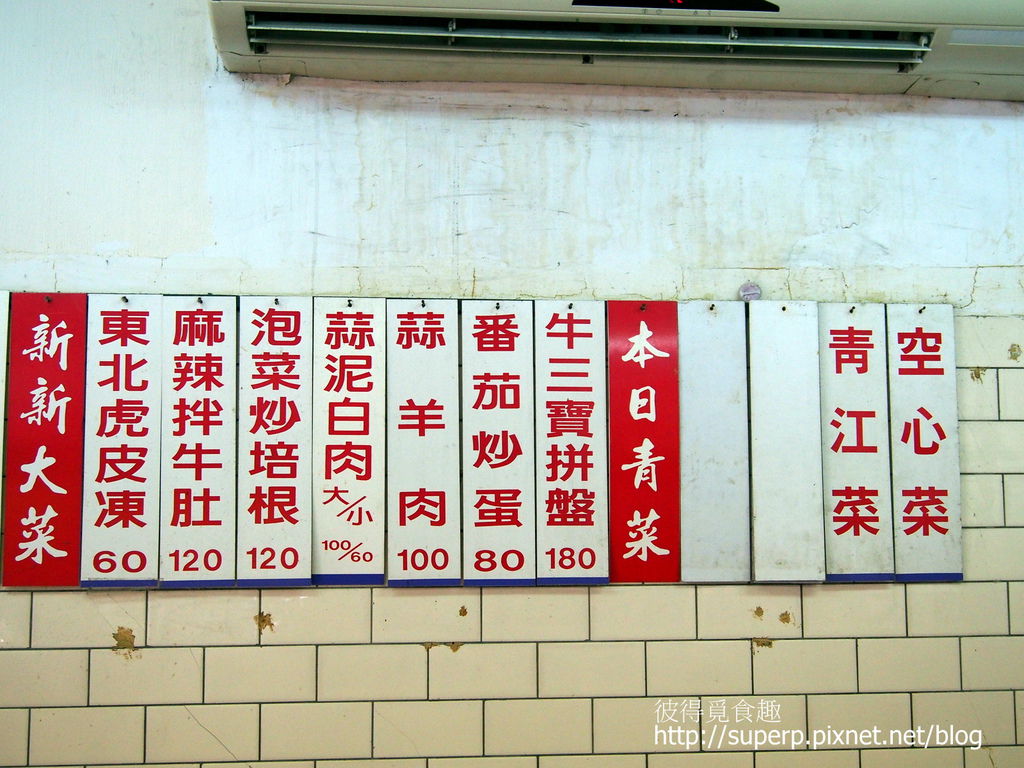 新新大菜
東北虎皮凍 60
麻辣拌牛肚 120
泡菜炒培根 120
蒜泥白肉 大/小 100/60
蒜羊肉 100
番茄炒蛋 80
牛三寶拼盤 180
本日青菜
青江菜
空心菜
彼得覓食趣
http://superp.pixnet.net/blog